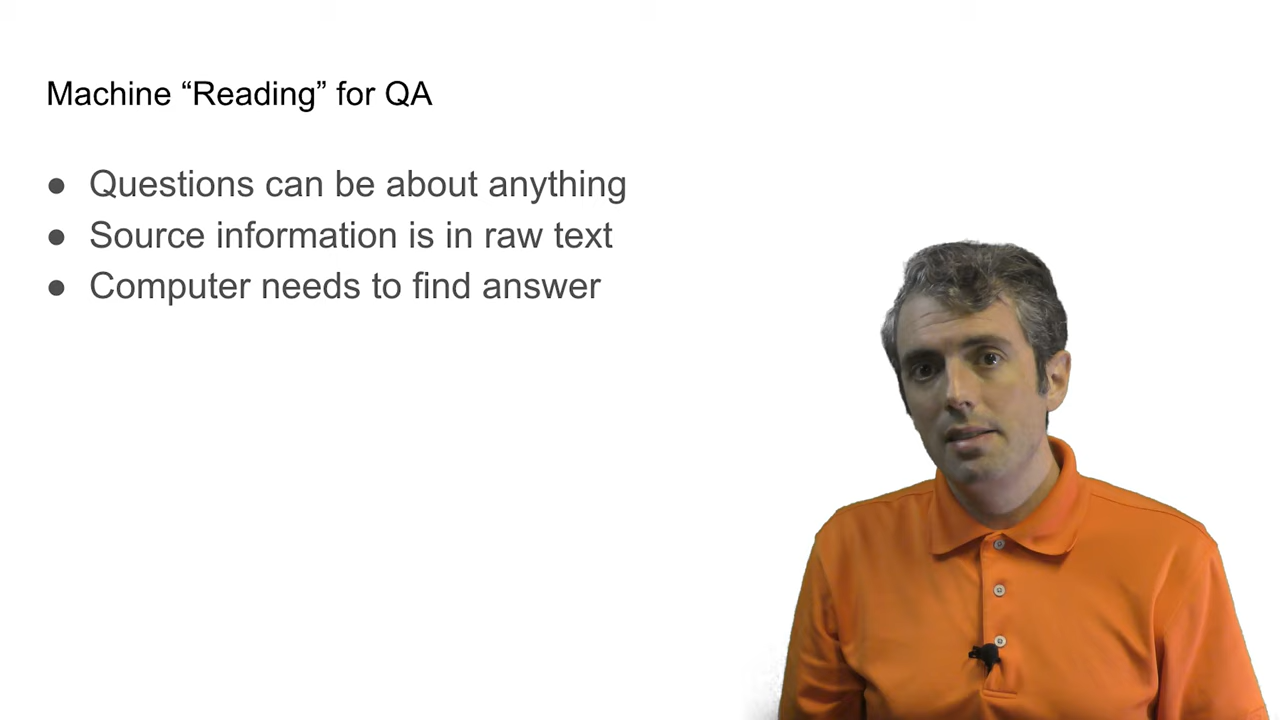 Machine “Reading” for QA
● Questions can be about anything
● Source information is in raw text
● Computer needs to find answer